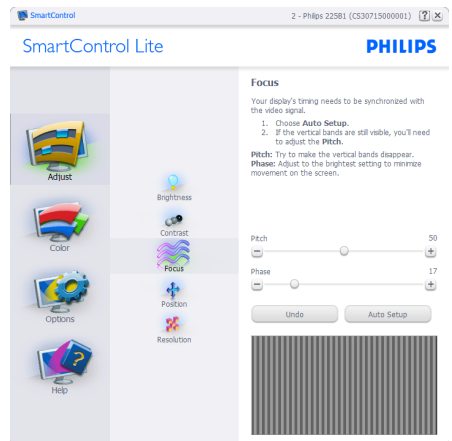 SmartControl
2 - Philips 225B1 (CS30715000001) ? X
SmartControl Lite
PHILIPS
Adjust
Color
Options
Help
Brightness
Contrast
Focus
Position
Resolution
Focus
Your display's timing needs to be synchronized with
the video signal.
1. Choose Auto Setup.
2. If the vertical bands are still visible, you'll need
to adjust the Pitch.
Pitch: Try to make the vertical bands disappear.
Phase: Adjust to the brightest setting to minimize
movement on the screen.
Pitch 50
Phase 17
Undo Auto Setup